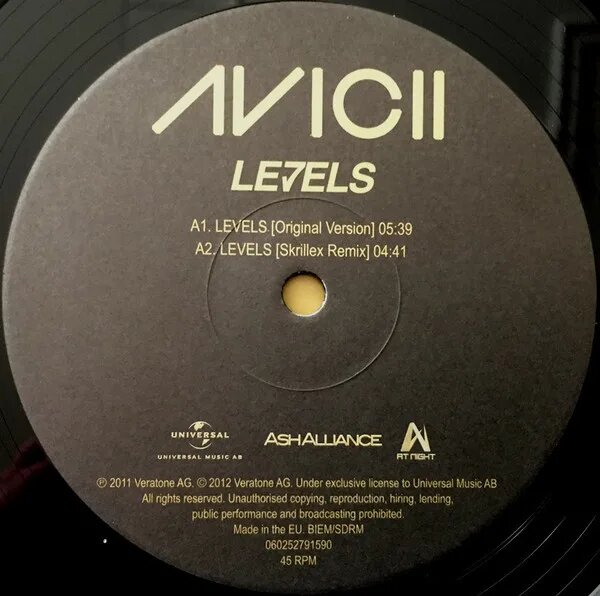 AVICII
LEVELS
A1. LEVELS [Original Version] 05:39
A2. LEVELS [Skrillex Remix] 04:41
UNIVERSAL
UNIVERSAL MUSIC AB
ASHALLIANCE
AT NIGHT
℗ 2011 Veratone AG. © 2012 Veratone AG. Under exclusive license to Universal Music AB
All rights reserved. Unauthorised copying, reproduction, hiring, lending,
public performance and broadcasting prohibited.
Made in the EU. BIEM/SDRM
060252791590
45 RPM